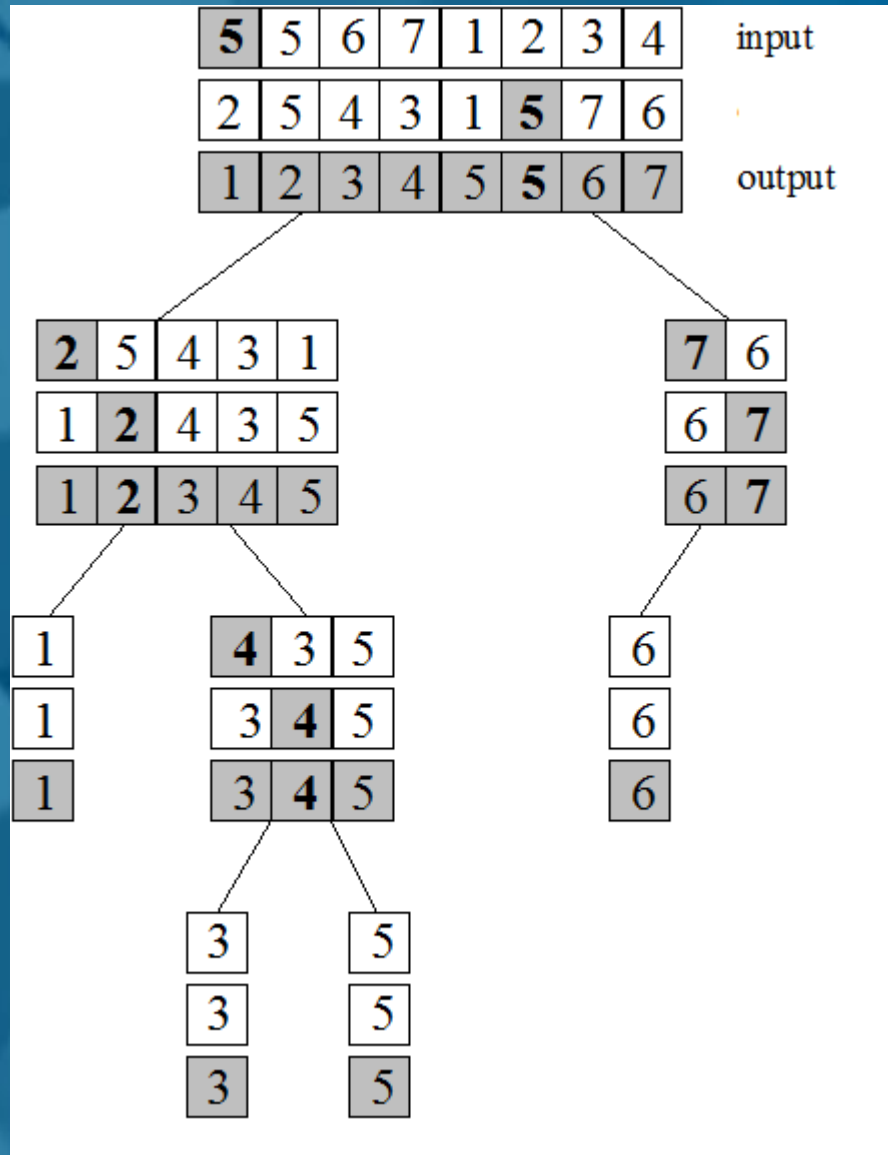 5 5 6 7 1 2 3 4 input
2 5 4 3 1 5 7 6
1 2 3 4 5 5 6 7 output
2 5 4 3 1 7 6
1 2 4 3 5 6 7
1 2 3 4 5 6 7
1 4 3 5 6
1 3 4 5 6
1 3 4 5 6
3 5
3 5
3 5